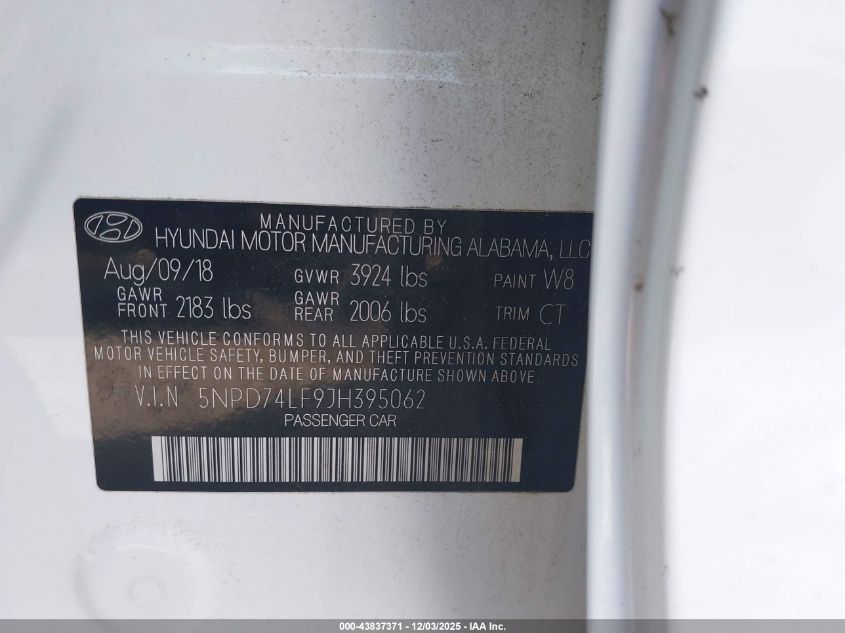 MANUFACTURED BY
HYUNDAI MOTOR MANUFACTURING ALABAMA, LLC
Aug/09/18 GVWR 3924 lbs PAINT W8
GAWR FRONT 2183 lbs GAWR REAR 2006 lbs TRIM CT
THIS VEHICLE CONFORMS TO ALL APPLICABLE U.S.A. FEDERAL
MOTOR VEHICLE SAFETY, BUMPER, AND THEFT PREVENTION STANDARDS
IN EFFECT ON THE DATE OF MANUFACTURE SHOWN ABOVE.
V.I.N 5NPD74LF9JH395062
PASSENGER CAR
000-43837371 - 12/03/2025 - IAA Inc.